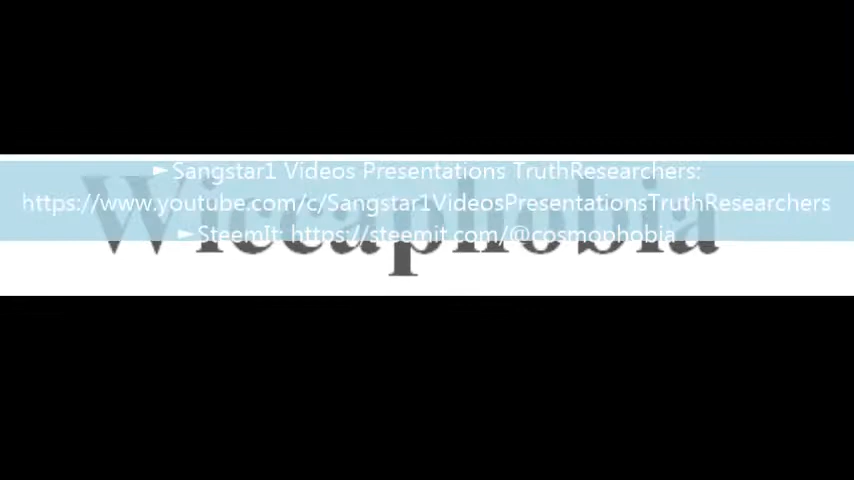 ►Sangstar1 Videos Presentations TruthResearchers:
https://www.youtube.com/c/Sangstar1VideosPresentationsTruthResearchers
►SteemIt: https://steemit.com/@cosmophobia
Wiccaphobia